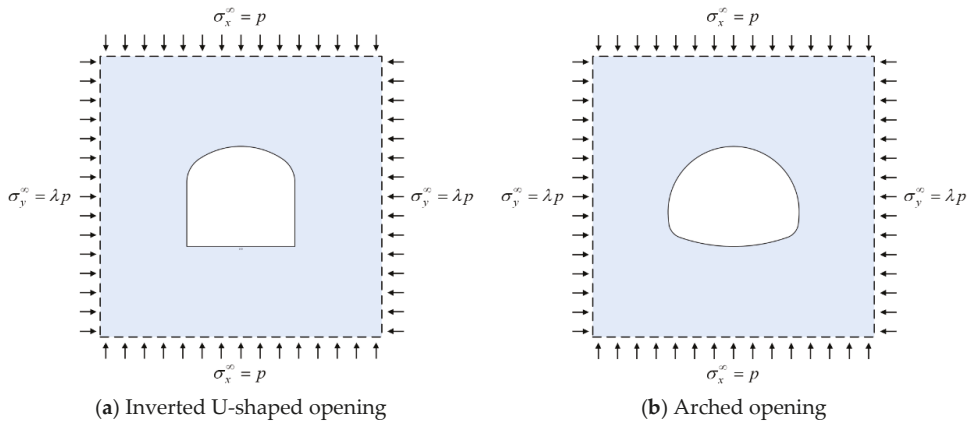 σ_x^∞ = p
σ_x^∞ = p
σ_y^∞ = λp
σ_y^∞ = λp
σ_y^∞ = λp
σ_y^∞ = λp
σ_x^∞ = p
σ_x^∞ = p
(a) Inverted U-shaped opening
(b) Arched opening